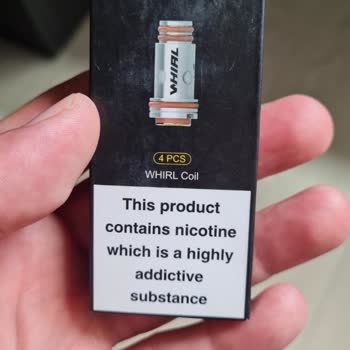 WHIRL
4 PCS
WHIRL Coil
This product
contains nicotine
which is a highly
addictive
substance